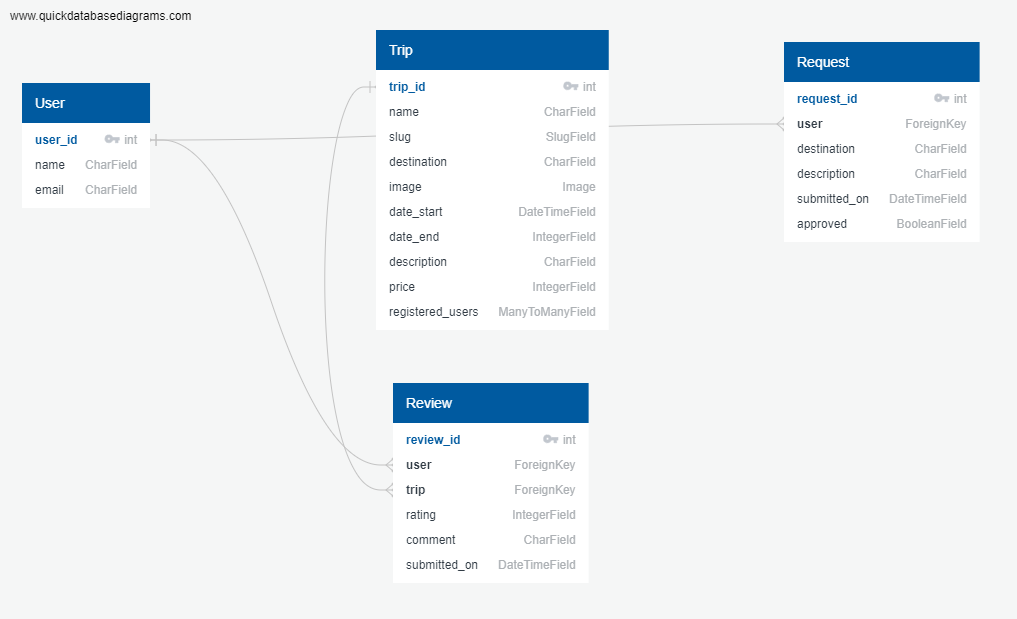 www.quickdatabasediagrams.com
User
user_id int
name CharField
email CharField
Trip
trip_id int
name CharField
slug SlugField
destination CharField
image Image
date_start DateTimeField
date_end IntegerField
description CharField
price IntegerField
registered_users ManyToManyField
Request
request_id int
user ForeignKey
destination CharField
description CharField
submitted_on DateTimeField
approved BooleanField
Review
review_id int
user ForeignKey
trip ForeignKey
rating IntegerField
comment CharField
submitted_on DateTimeField